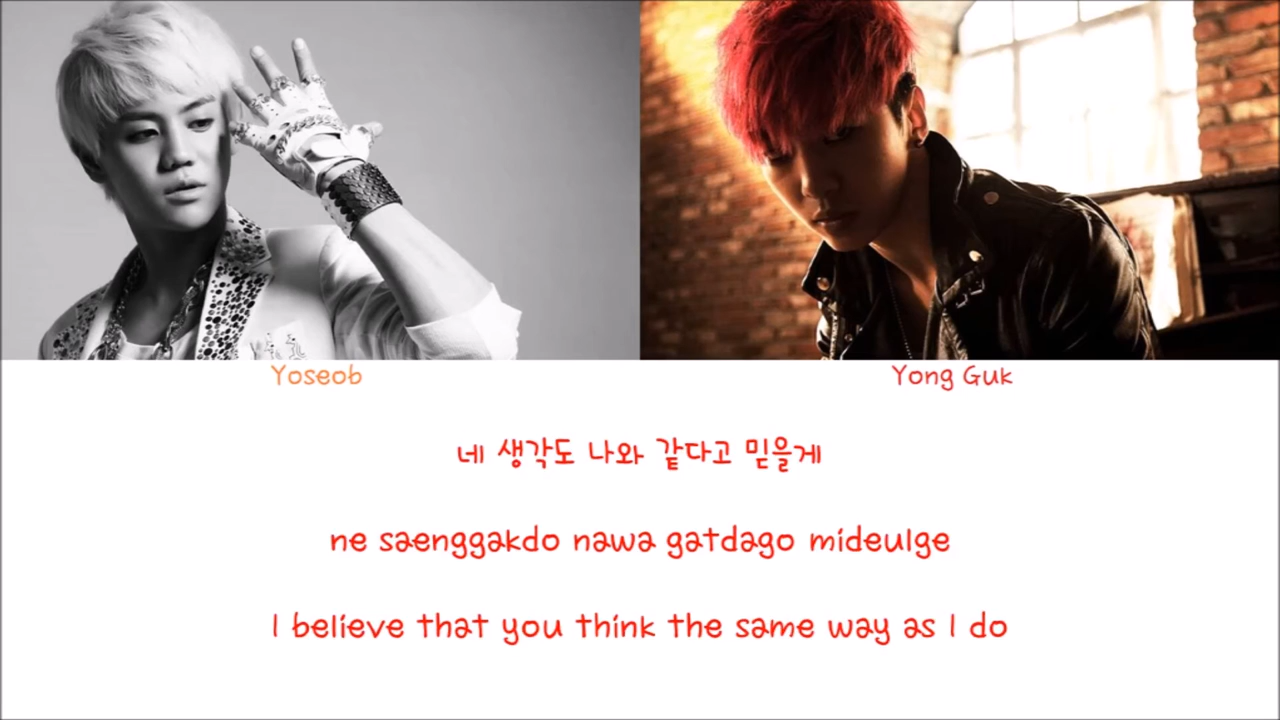 Yoseob
Yong Guk
네 생각도 나와 같다고 믿을게
ne saenggakdo nawa gatdago mideulge
I believe that you think the same way as I do